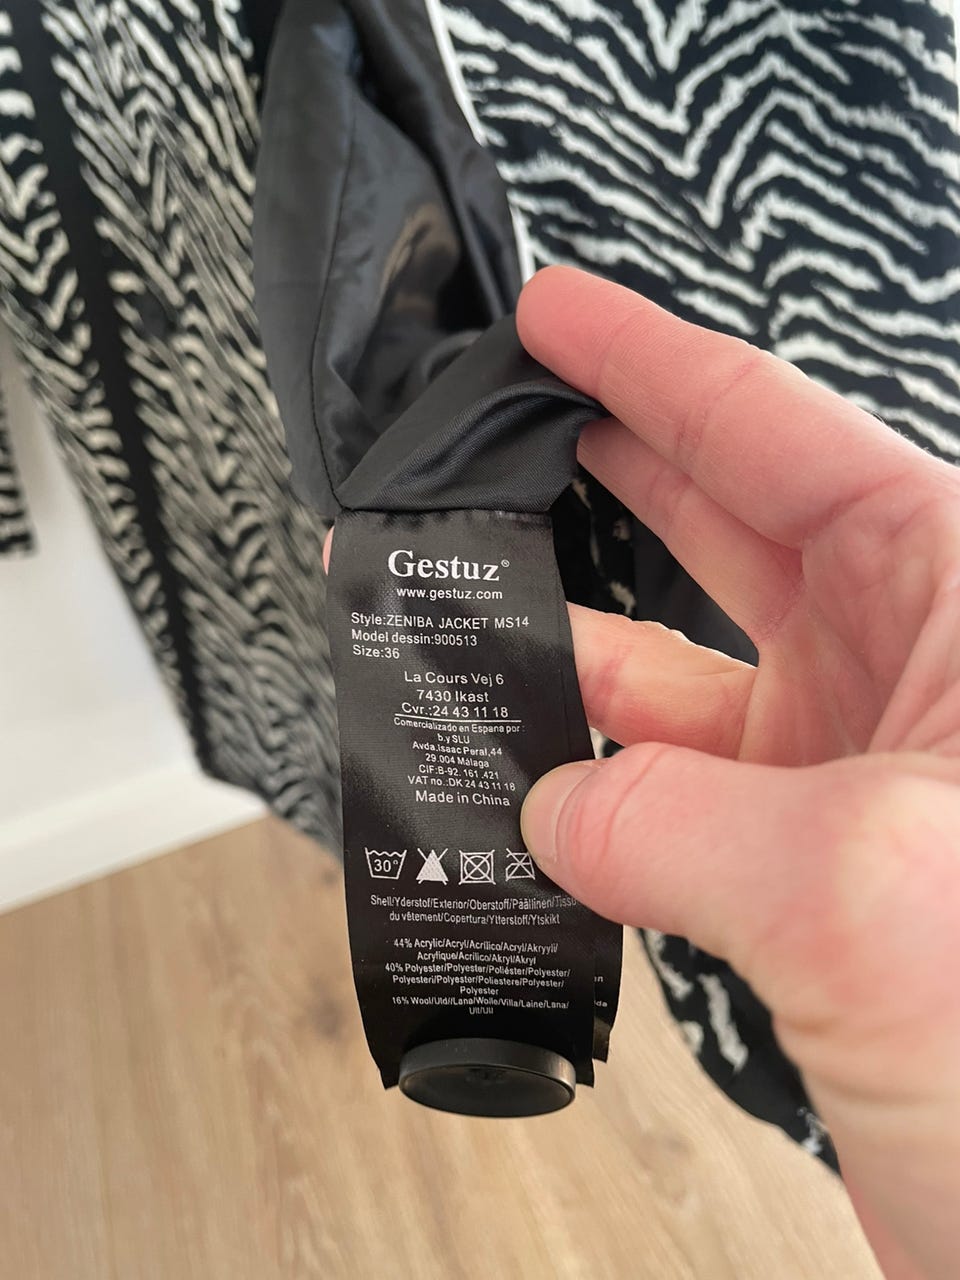 Gestuz®
www.gestuz.com
Style:ZENIBA JACKET MS14
Model dessin:900513
Size:36
La Cours Vej 6
7430 Ikast
Cvr.:24 43 11 18
Comercializado en Espana por :
b.y SLU
Avda.Isaac Peral,44
29.004 Málaga
CIF:B-92. 161 .421
VAT no.:DK 24 43 11 18
Made in China
30°
Shell/Yderstof/Exterior/Oberstoff/Päällinen/Tissu
du vêtement/Copertura/Ytterstoff/Ytskikt
44% Acrylic/Acryl/Acrílico/Acryl/Akryyli/
Acrylique/Acrilico/Akryl/Akryl
40% Polyester/Polyester/Poliéster/Polyester/
Polyesteri/Polyester/Poliestere/Polyester/
Polyester
16% Wool/Uld//Lana/Wolle/Villa/Laine/Lana/
Ull/Ull